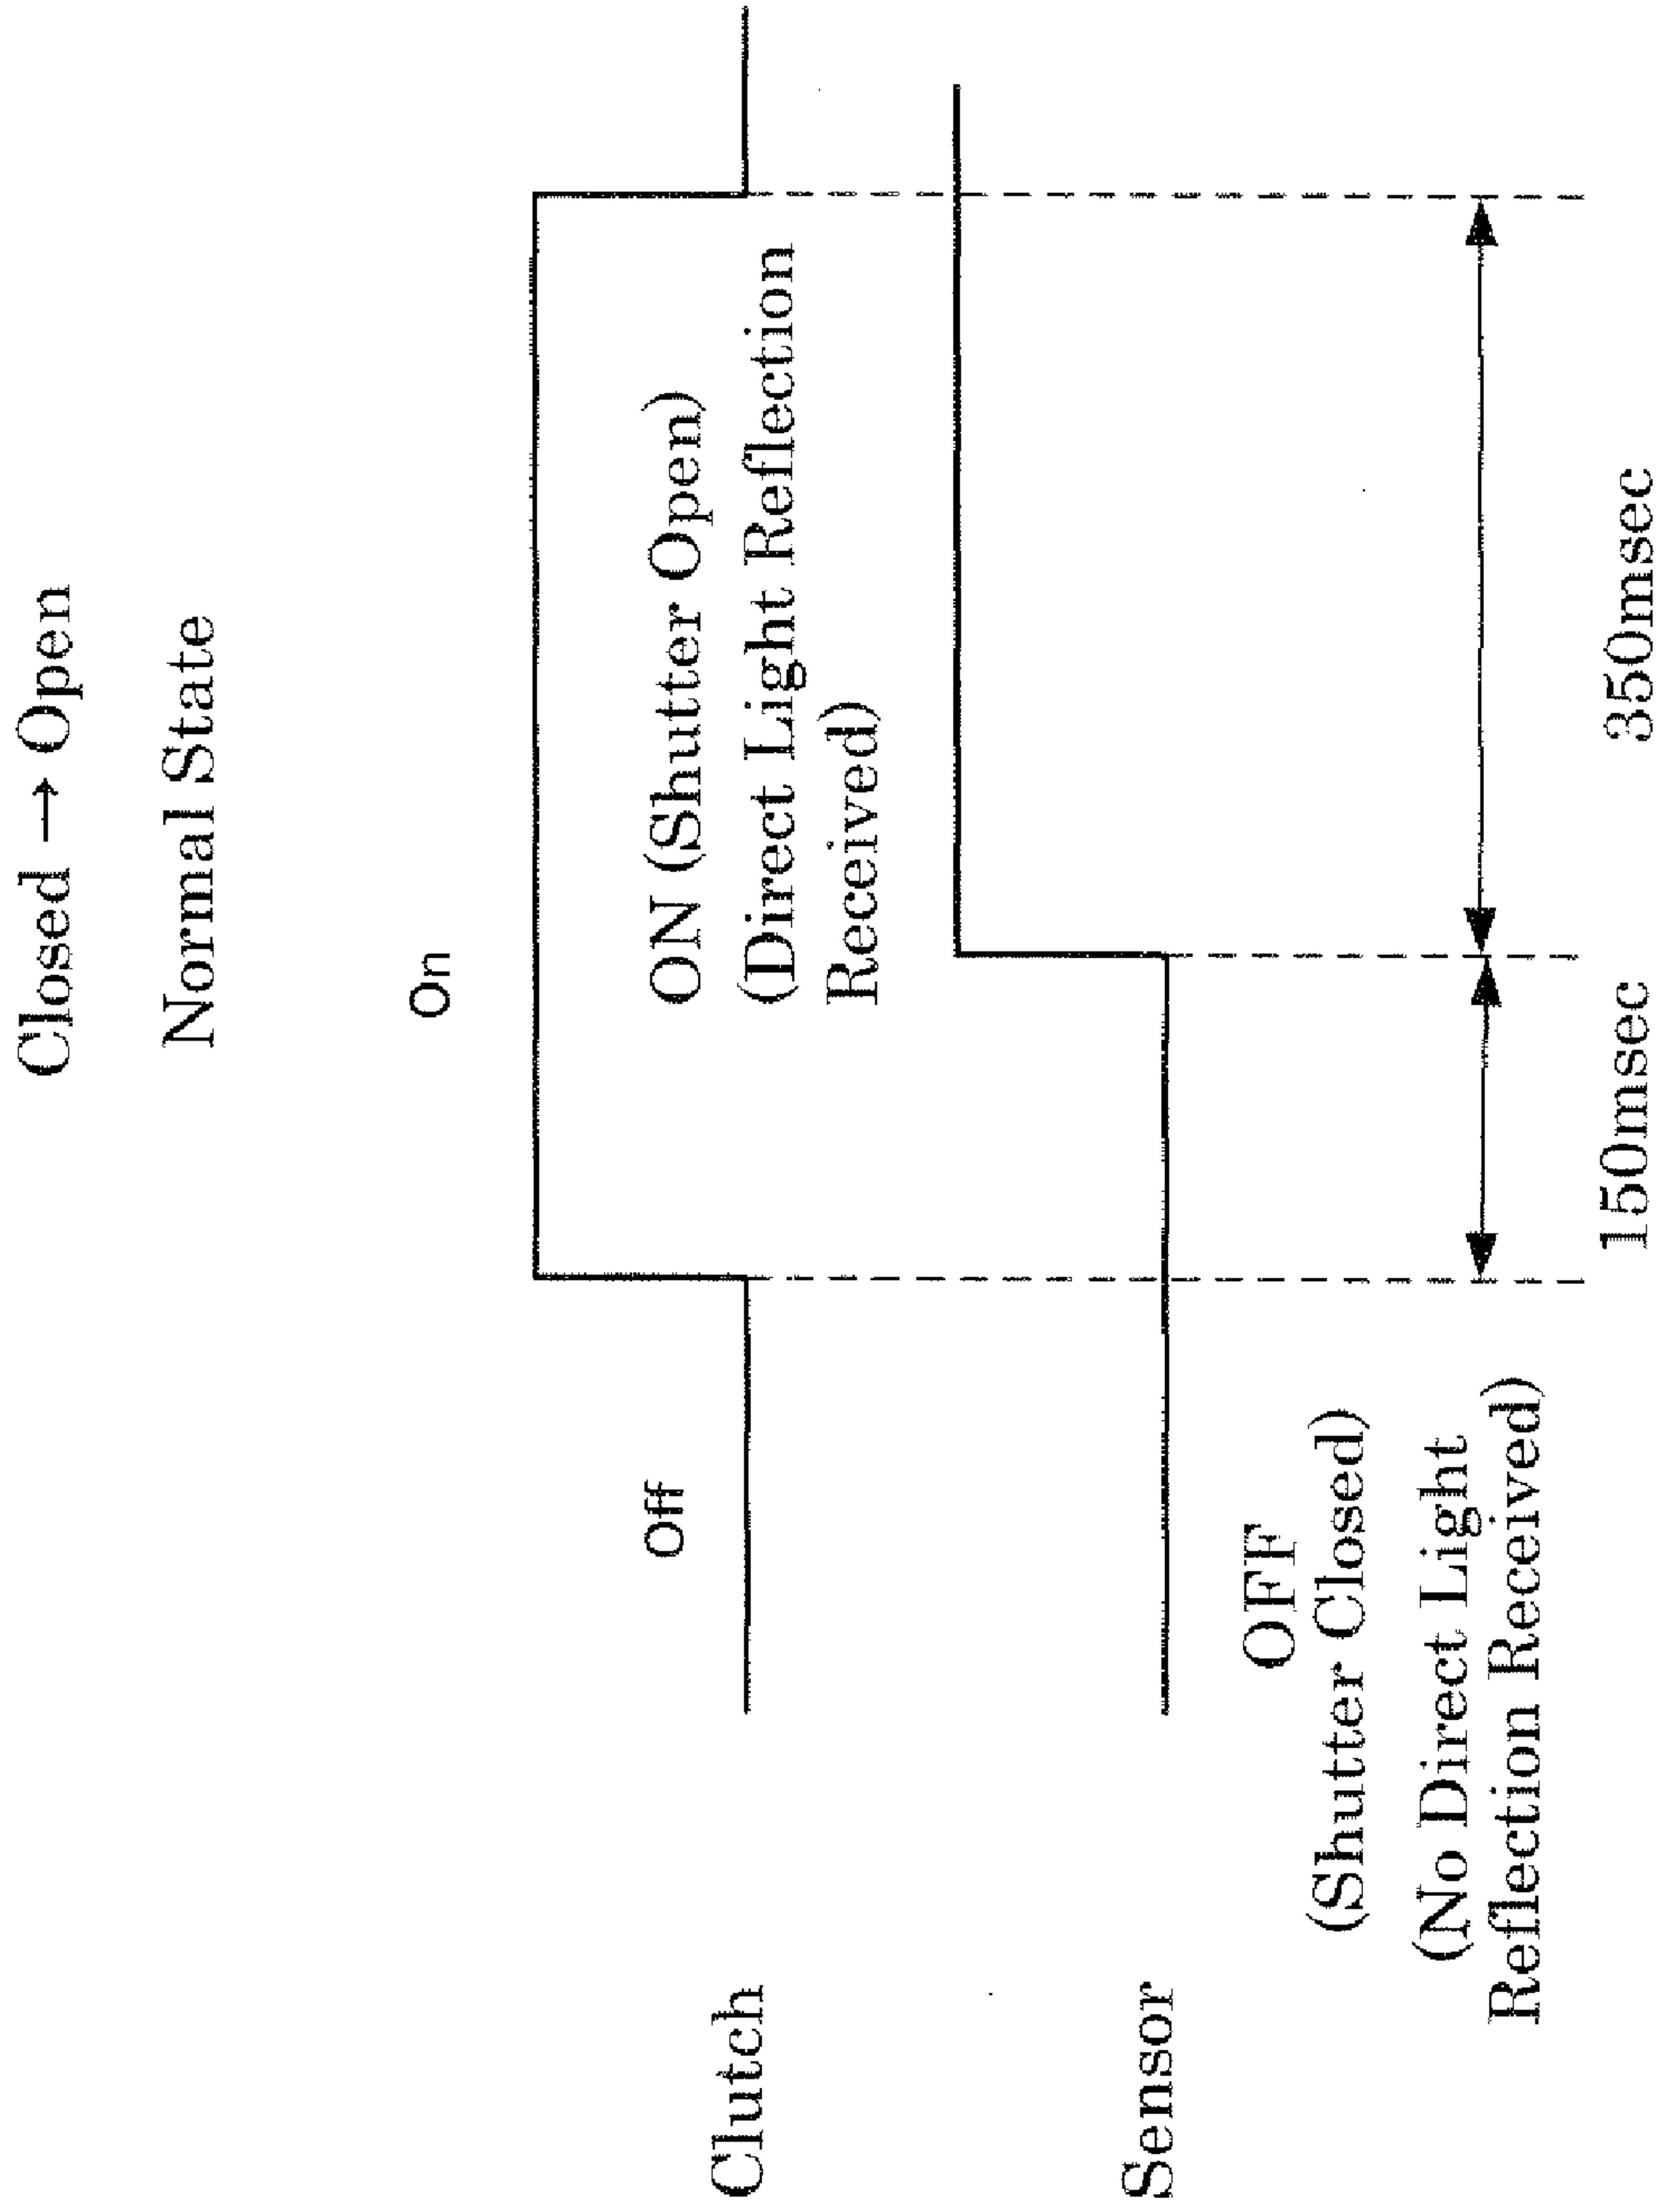 Closed → Open
Normal State
On
Off
Clutch
ON (Shutter Open)
(Direct Light Reflection
Received)
Sensor
OFF
(Shutter Closed)
(No Direct Light
Reflection Received)
150msec
350msec